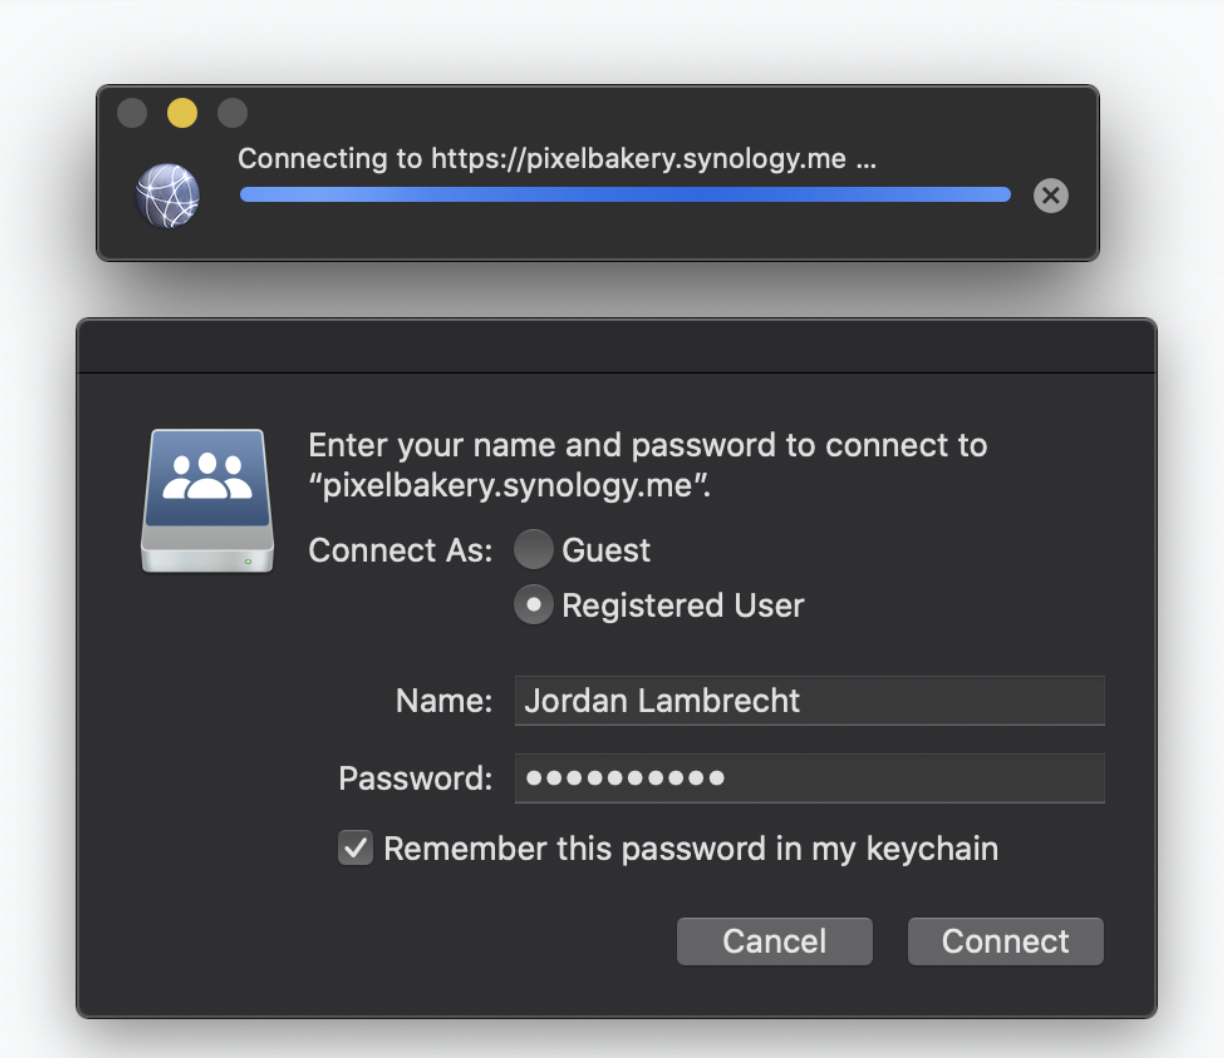 Connecting to https://pixelbakery.synology.me ...
Enter your name and password to connect to
“pixelbakery.synology.me”.
Connect As: Guest
Registered User
Name: Jordan Lambrecht
Password: ●●●●●●●●●●
Remember this password in my keychain
Cancel Connect